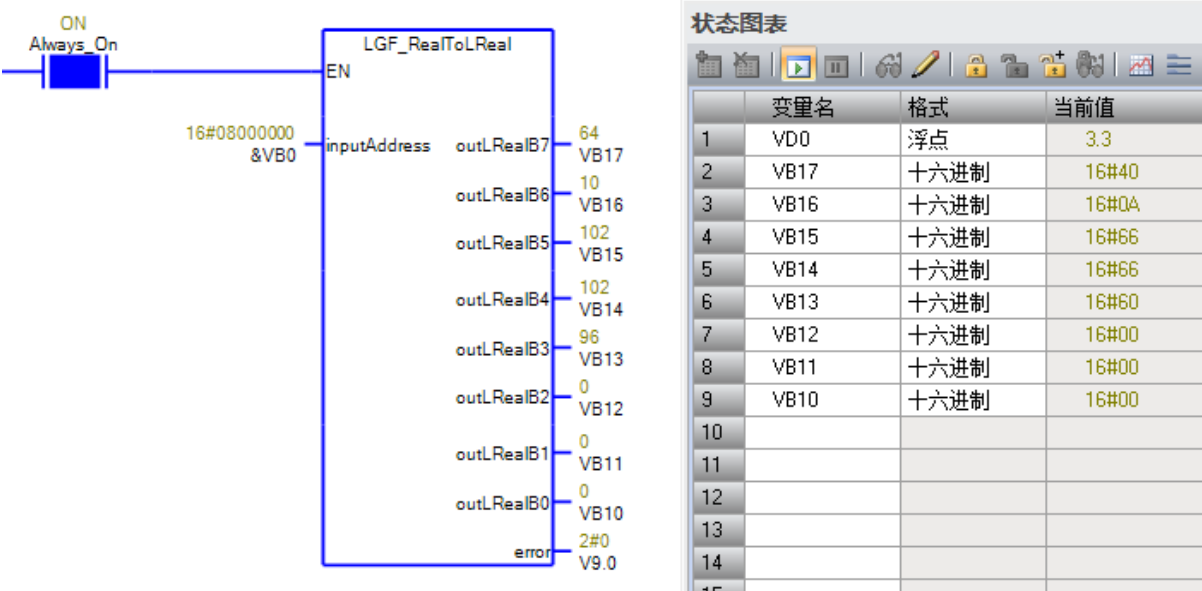 ON
Always_On
LGF_RealToLReal
EN
16#08000000
&VB0
inputAddress
outLRealB7
64
VB17
outLRealB6
10
VB16
outLRealB5
102
VB15
outLRealB4
102
VB14
outLRealB3
96
VB13
outLRealB2
0
VB12
outLRealB1
0
VB11
outLRealB0
0
VB10
error
2#0
V9.0
状态图表
变量名 格式 当前值
1 VD0 浮点 3.3
2 VB17 十六进制 16#40
3 VB16 十六进制 16#0A
4 VB15 十六进制 16#66
5 VB14 十六进制 16#66
6 VB13 十六进制 16#60
7 VB12 十六进制 16#00
8 VB11 十六进制 16#00
9 VB10 十六进制 16#00
10
11
12
13
14